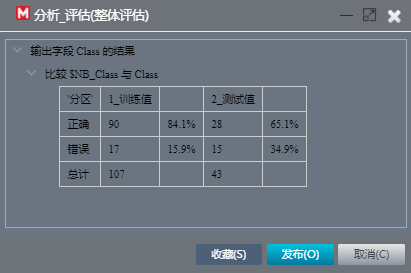 M 分析_评估(整体评估)
输出字段 Class 的结果
比较 $NB_Class 与 Class
'分区' 1_训练值 2_测试值
正确 90 84.1% 28 65.1%
错误 17 15.9% 15 34.9%
总计 107 43
收藏(S) 发布(O) 取消(C)